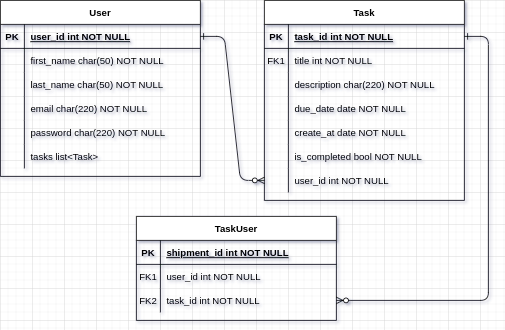 User
PK user_id int NOT NULL
first_name char(50) NOT NULL
last_name char(50) NOT NULL
email char(220) NOT NULL
password char(220) NOT NULL
tasks list<Task>
Task
PK task_id int NOT NULL
FK1 title int NOT NULL
description char(220) NOT NULL
due_date date NOT NULL
create_at date NOT NULL
is_completed bool NOT NULL
user_id int NOT NULL
TaskUser
PK shipment_id int NOT NULL
FK1 user_id int NOT NULL
FK2 task_id int NOT NULL